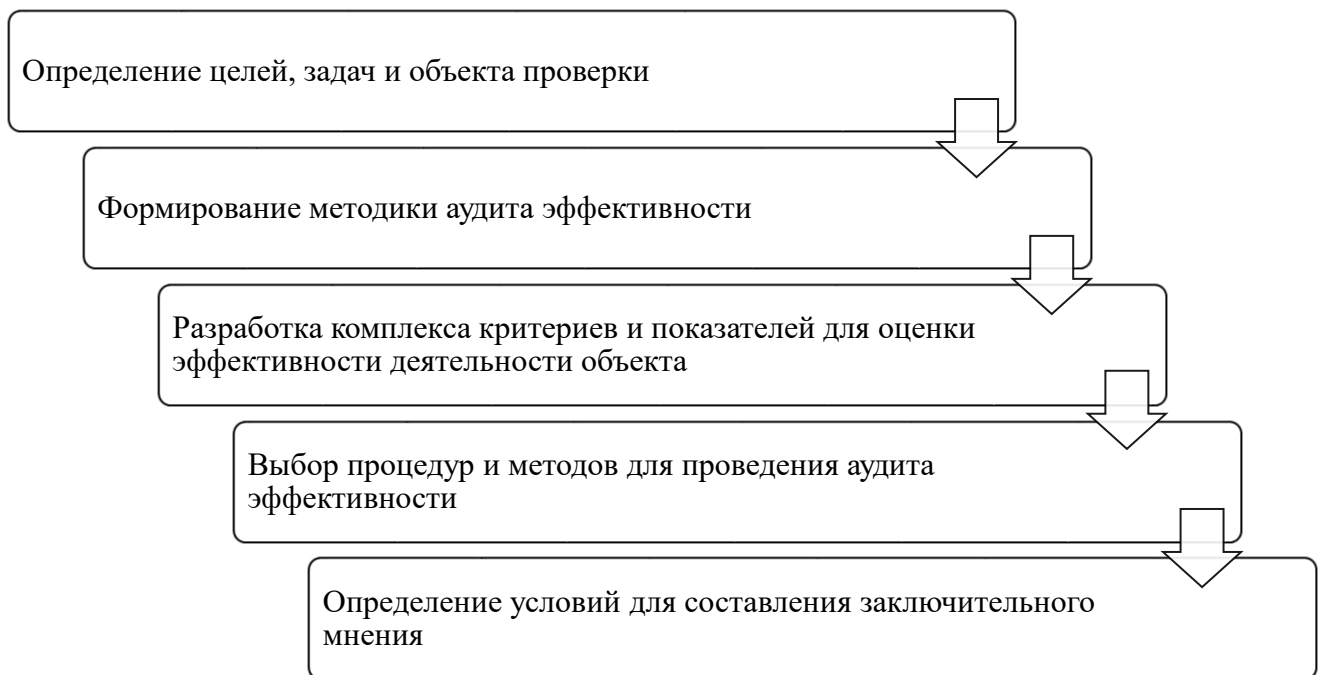 Определение целей, задач и объекта проверки
Формирование методики аудита эффективности
Разработка комплекса критериев и показателей для оценки
эффективности деятельности объекта
Выбор процедур и методов для проведения аудита
эффективности
Определение условий для составления заключительного
мнения